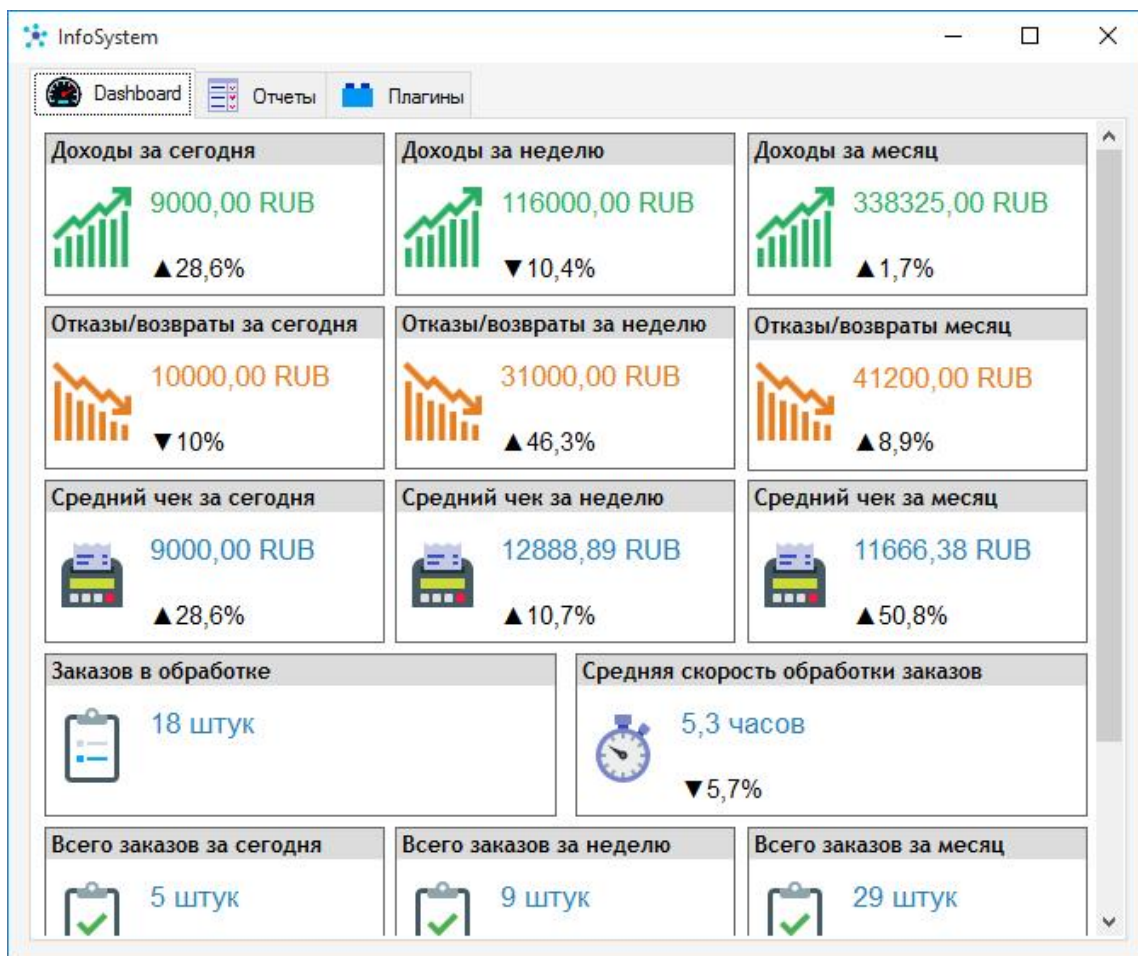 InfoSystem
Dashboard Отчеты Плагины
Доходы за сегодня Доходы за неделю Доходы за месяц
9000,00 RUB 116000,00 RUB 338325,00 RUB
▲28,6% ▼10,4% ▲1,7%
Отказы/возвраты за сегодня Отказы/возвраты за неделю Отказы/возвраты месяц
10000,00 RUB 31000,00 RUB 41200,00 RUB
▼10% ▲46,3% ▲8,9%
Средний чек за сегодня Средний чек за неделю Средний чек за месяц
9000,00 RUB 12888,89 RUB 11666,38 RUB
▲28,6% ▲10,7% ▲50,8%
Заказов в обработке Средняя скорость обработки заказов
18 штук 5,3 часов
▼5,7%
Всего заказов за сегодня Всего заказов за неделю Всего заказов за месяц
5 штук 9 штук 29 штук